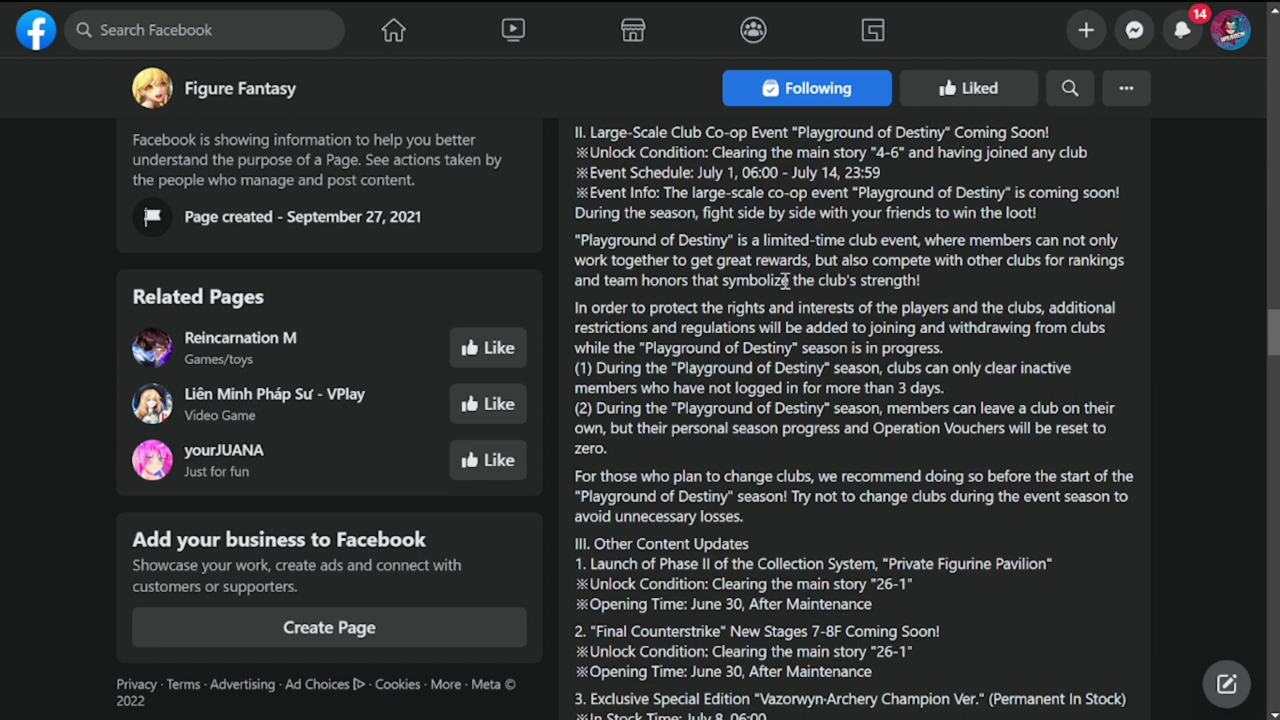 Search Facebook
14
Figure Fantasy
Following
Liked
Facebook is showing information to help you better
understand the purpose of a Page. See actions taken by
the people who manage and post content.
Page created - September 27, 2021
Related Pages
Reincarnation M
Games/toys
Like
Liên Minh Pháp Sư - VPlay
Video Game
Like
yourJUANA
Just for fun
Like
Add your business to Facebook
Showcase your work, create ads and connect with
customers or supporters.
Create Page
Privacy · Terms · Advertising · Ad Choices · Cookies · More · Meta ©
2022
II. Large-Scale Club Co-op Event "Playground of Destiny" Coming Soon!
※Unlock Condition: Clearing the main story "4-6" and having joined any club
※Event Schedule: July 1, 06:00 - July 14, 23:59
※Event Info: The large-scale co-op event "Playground of Destiny" is coming soon!
During the season, fight side by side with your friends to win the loot!
"Playground of Destiny" is a limited-time club event, where members can not only
work together to get great rewards, but also compete with other clubs for rankings
and team honors that symbolize the club's strength!
In order to protect the rights and interests of the players and the clubs, additional
restrictions and regulations will be added to joining and withdrawing from clubs
while the "Playground of Destiny" season is in progress.
(1) During the "Playground of Destiny" season, clubs can only clear inactive
members who have not logged in for more than 3 days.
(2) During the "Playground of Destiny" season, members can leave a club on their
own, but their personal season progress and Operation Vouchers will be reset to
zero.
For those who plan to change clubs, we recommend doing so before the start of the
"Playground of Destiny" season! Try not to change clubs during the event season to
avoid unnecessary losses.
III. Other Content Updates
1. Launch of Phase II of the Collection System, "Private Figurine Pavilion"
※Unlock Condition: Clearing the main story "26-1"
※Opening Time: June 30, After Maintenance
2. "Final Counterstrike" New Stages 7-8F Coming Soon!
※Unlock Condition: Clearing the main story "26-1"
※Opening Time: June 30, After Maintenance
3. Exclusive Special Edition "Vazorwyn·Archery Champion Ver." (Permanent In Stock)
※In Stock Time: July 8, 06:00